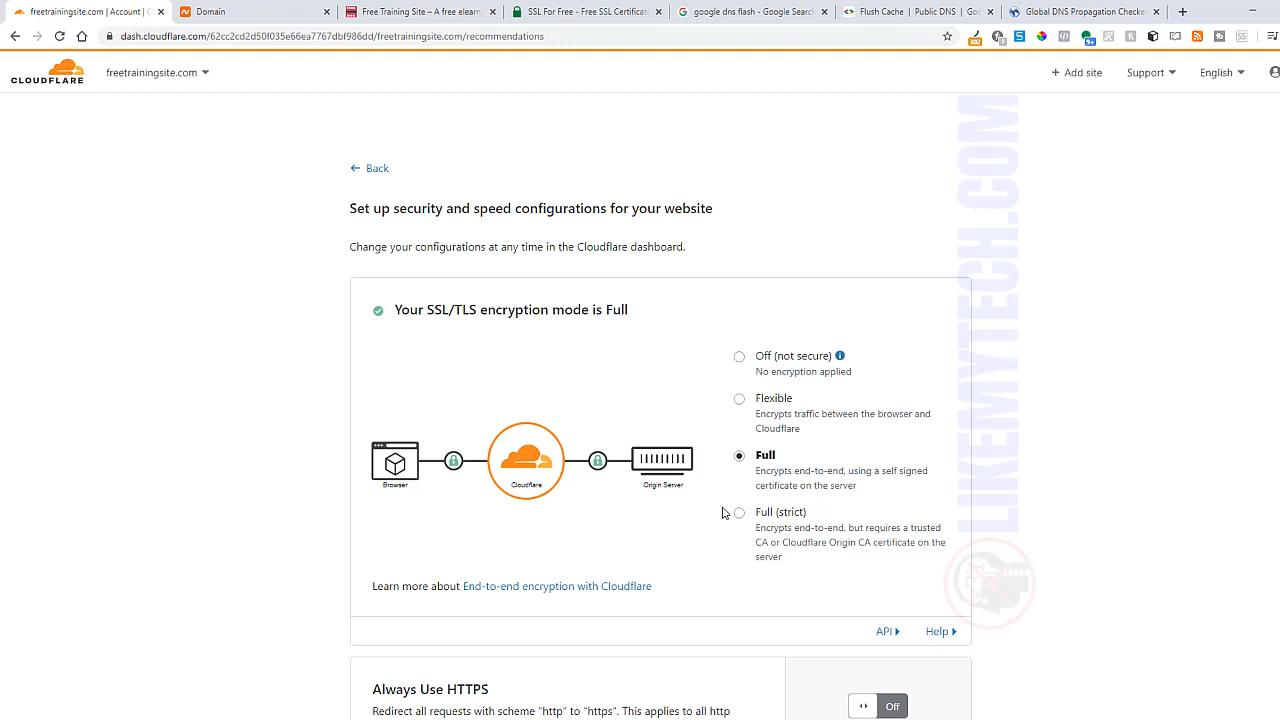 freetrainingsite.com | Account | C
Domain
Free Training Site – A free elearn
SSL For Free - Free SSL Certificate
google dns flash - Google Search
Flush Cache | Public DNS | Go
Global DNS Propagation Checke
dash.cloudflare.com/62cc2cd2d50f035e66ea7767dbf986dd/freetrainingsite.com/recommendations
102
9+
CLOUDFLARE
freetrainingsite.com
+ Add site
Support
English
← Back
Set up security and speed configurations for your website
Change your configurations at any time in the Cloudflare dashboard.
Your SSL/TLS encryption mode is Full
Off (not secure)
No encryption applied
Flexible
Encrypts traffic between the browser and
Cloudflare
Full
Encrypts end-to-end, using a self signed
certificate on the server
Full (strict)
Encrypts end-to-end, but requires a trusted
CA or Cloudflare Origin CA certificate on the
server
Browser
Cloudflare
Origin Server
Learn more about End-to-end encryption with Cloudflare
API
Help
Always Use HTTPS
Redirect all requests with scheme "http" to "https". This applies to all http
Off
LIKEMYTECH.COM